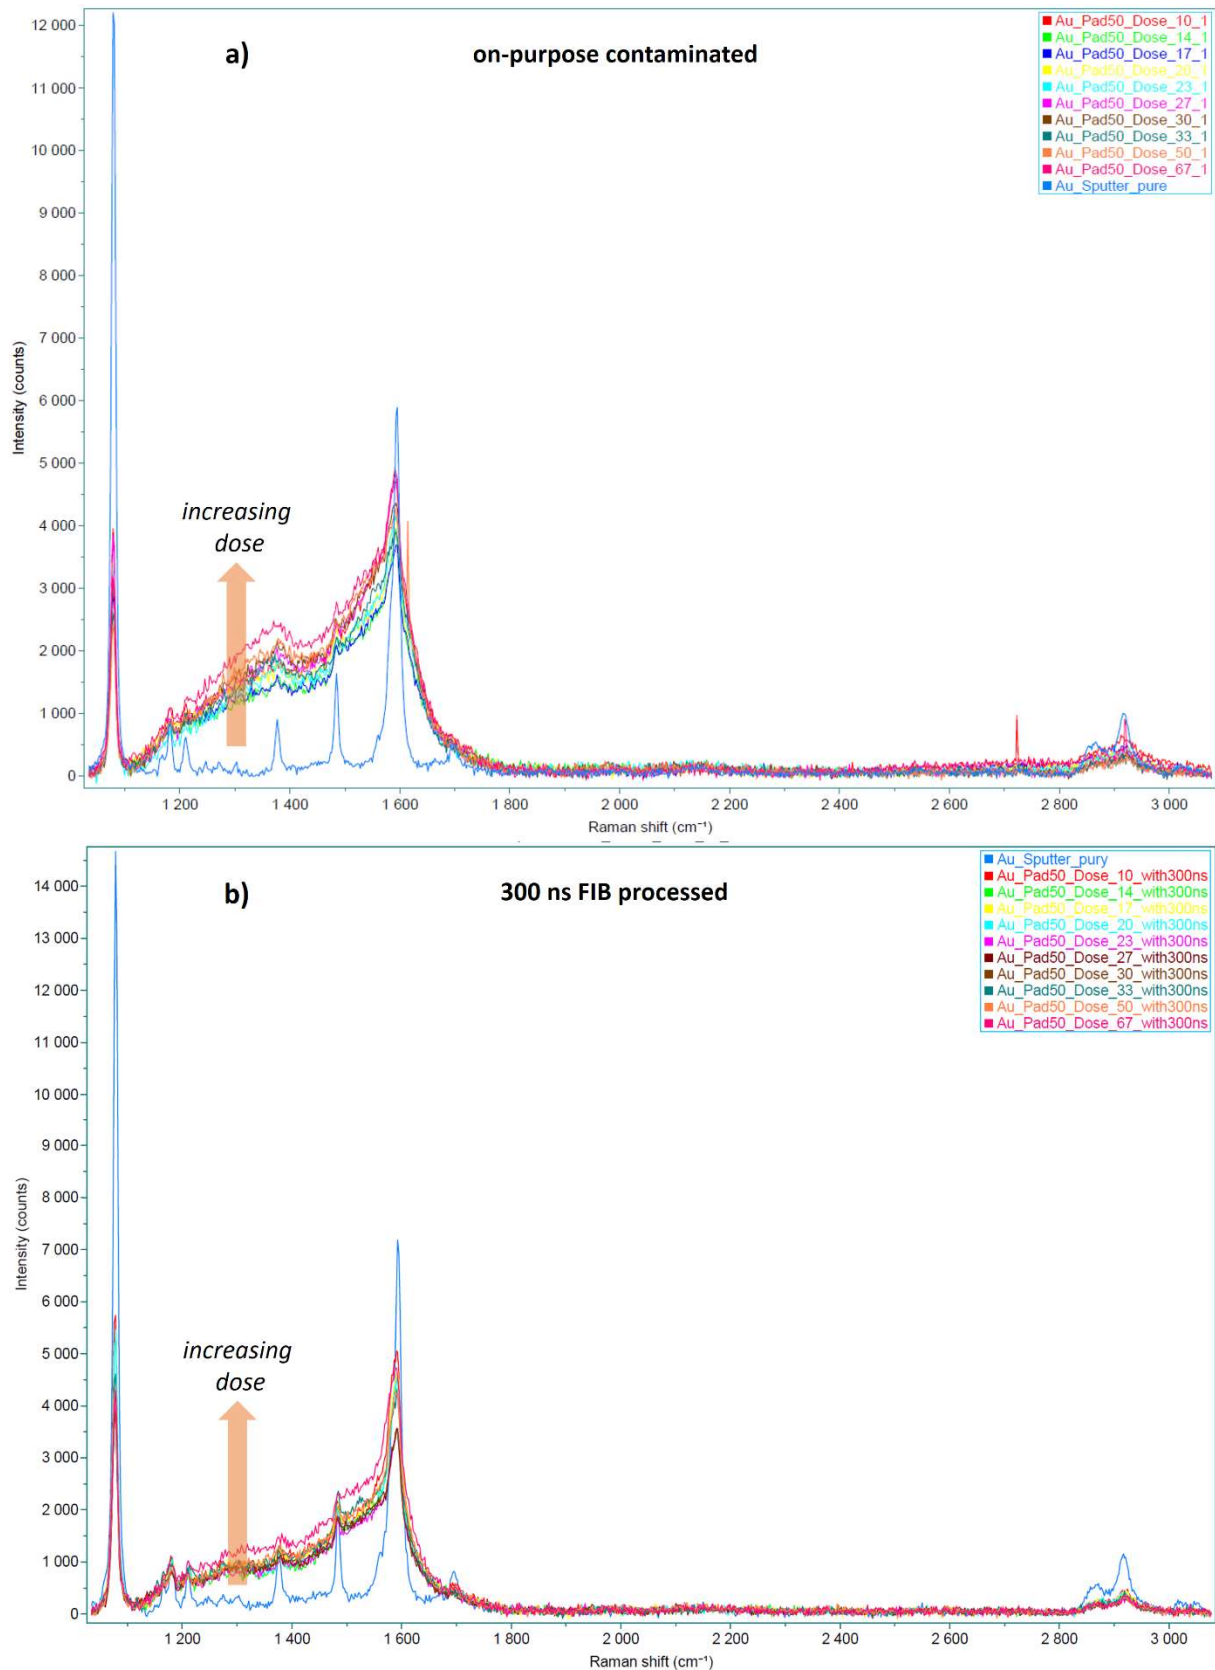 a)
on-purpose contaminated
Au_Pad50_Dose_10_1
Au_Pad50_Dose_14_1
Au_Pad50_Dose_17_1
Au_Pad50_Dose_20_1
Au_Pad50_Dose_23_1
Au_Pad50_Dose_27_1
Au_Pad50_Dose_30_1
Au_Pad50_Dose_33_1
Au_Pad50_Dose_50_1
Au_Pad50_Dose_67_1
Au_Sputter_pure
12 000
11 000
10 000
9 000
8 000
7 000
6 000
5 000
4 000
3 000
2 000
1 000
0
Intensity (counts)
increasing
dose
1 200 1 400 1 600 1 800 2 000 2 200 2 400 2 600 2 800 3 000
Raman shift (cm⁻¹)
b)
300 ns FIB processed
Au_Sputter_pury
Au_Pad50_Dose_10_with300ns
Au_Pad50_Dose_14_with300ns
Au_Pad50_Dose_17_with300ns
Au_Pad50_Dose_20_with300ns
Au_Pad50_Dose_23_with300ns
Au_Pad50_Dose_27_with300ns
Au_Pad50_Dose_30_with300ns
Au_Pad50_Dose_33_with300ns
Au_Pad50_Dose_50_with300ns
Au_Pad50_Dose_67_with300ns
14 000
13 000
12 000
11 000
10 000
9 000
8 000
7 000
6 000
5 000
4 000
3 000
2 000
1 000
0
Intensity (counts)
increasing
dose
1 200 1 400 1 600 1 800 2 000 2 200 2 400 2 600 2 800 3 000
Raman shift (cm⁻¹)